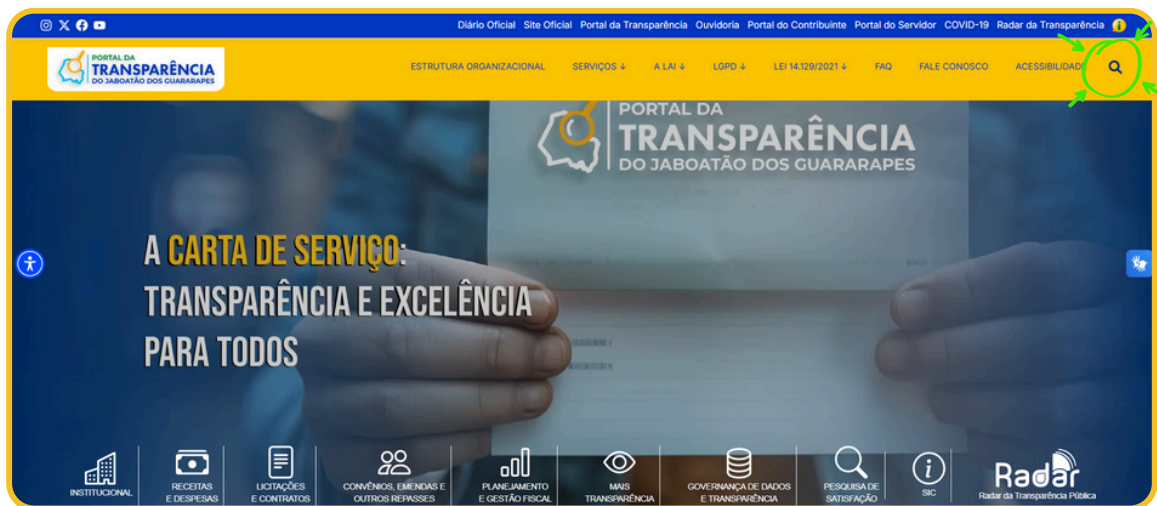 Diário Oficial Site Oficial Portal da Transparência Ouvidoria Portal do Contribuinte Portal do Servidor COVID-19 Radar da Transparência i
PORTAL DA
TRANSPARÊNCIA
DO JABOATÃO DOS GUARARAPES
ESTRUTURA ORGANIZACIONAL SERVIÇOS ↓ A LAI ↓ LGPD ↓ LEI 14.129/2021 ↓ FAQ FALE CONOSCO ACESSIBILIDADE
PORTAL DA
TRANSPARÊNCIA
DO JABOATÃO DOS GUARARAPES
A CARTA DE SERVIÇO:
TRANSPARÊNCIA E EXCELÊNCIA
PARA TODOS
INSTITUCIONAL
RECEITAS
E DESPESAS
LICITAÇÕES
E CONTRATOS
CONVÊNIOS, EMENDAS E
OUTROS REPASSES
PLANEJAMENTO
E GESTÃO FISCAL
MAIS
TRANSPARÊNCIA
GOVERNANÇA DE DADOS
E TRANSPARÊNCIA
PESQUISA DE
SATISFAÇÃO
i
SIC
Radar
Radar da Transparência Pública